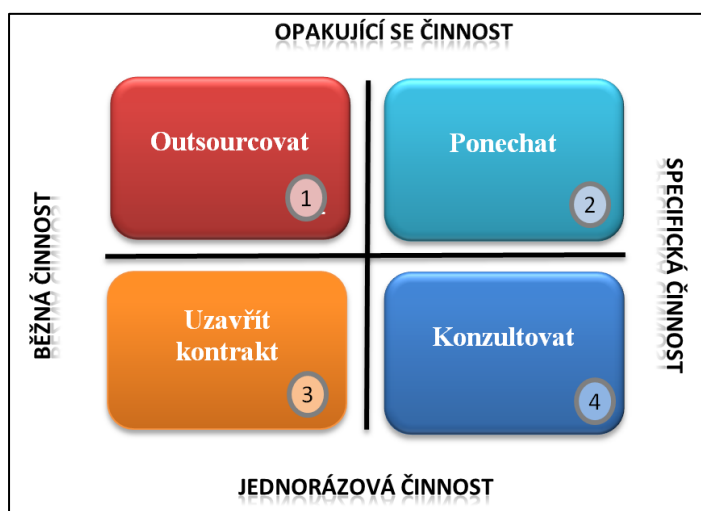 OPAKUJÍCÍ SE ČINNOST
Outsourcovat
1
Ponechat
2
BĚŽNÁ ČINNOST
SPECIFICKÁ ČINNOST
Uzavřít
kontrakt
3
Konzultovat
4
JEDNORÁZOVÁ ČINNOST